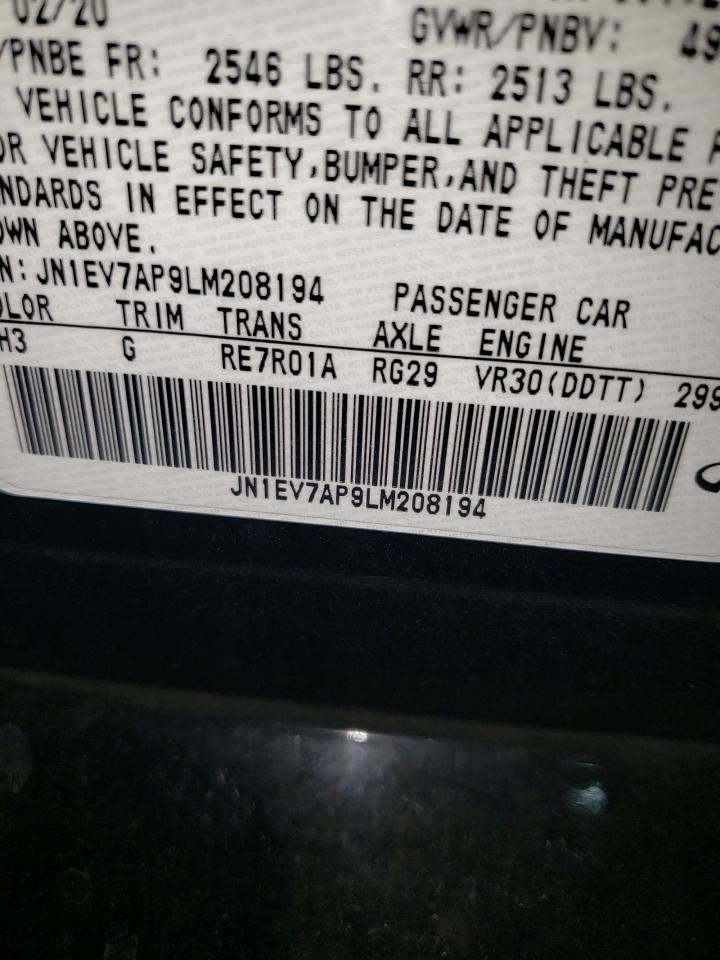 02/20
GVWR/PNBV: 49
/PNBE FR: 2546 LBS. RR: 2513 LBS.
VEHICLE CONFORMS TO ALL APPLICABLE F
OR VEHICLE SAFETY,BUMPER,AND THEFT PRE
NDARDS IN EFFECT ON THE DATE OF MANUFAC
OWN ABOVE.
N:JN1EV7AP9LM208194 PASSENGER CAR
OLOR TRIM TRANS AXLE ENGINE
H3 G RE7R01A RG29 VR30(DDTT) 299
JN1EV7AP9LM208194